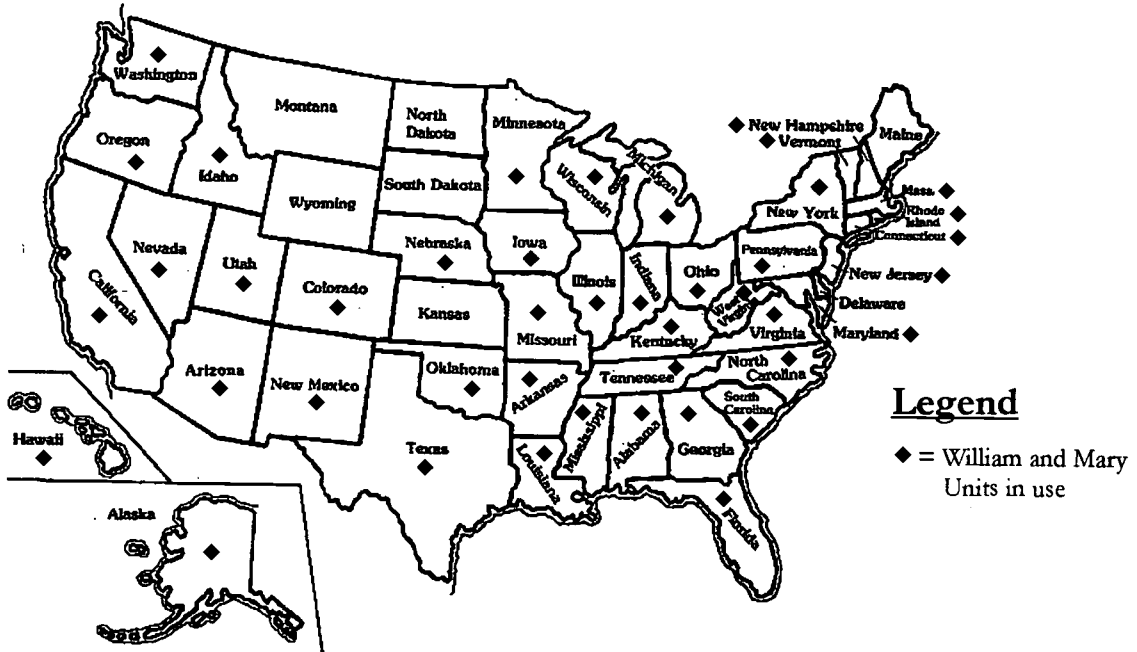 Washington
Montana
North
Dakota
Minnesota
◆ New Hampshire
◆ Vermont
Maine
Oregon
Idaho
Wyoming
South Dakota
Wisconsin
Michigan
New York
Mass. ◆
Rhode ◆
Island
Connecticut ◆
Nevada
Utah
Colorado
Nebraska
Iowa
Illinois
Indiana
Ohio
Pennsylvania
New Jersey ◆
California
Kansas
Missouri
Kentucky
West
Virginia
Virginia
Delaware
Maryland ◆
Arizona
New Mexico
Oklahoma
Arkansas
Tennessee
North
Carolina
South
Carolina
Hawaii
Texas
Louisiana
Mississippi
Alabama
Georgia
Florida
Alaska
Legend
◆ = William and Mary
Units in use